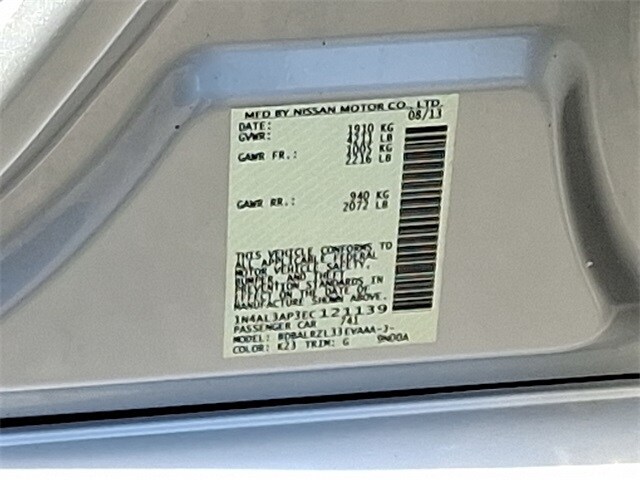 MFD BY NISSAN MOTOR CO., LTD.
DATE: 08/13
GVWR: 1910 KG
4211 LB
GAWR FR.: 1005 KG
2216 LB
GAWR RR.: 940 KG
2072 LB
THIS VEHICLE CONFORMS TO
ALL APPLICABLE FEDERAL
MOTOR VEHICLE SAFETY,
BUMPER, AND THEFT
PREVENTION STANDARDS IN
EFFECT ON THE DATE OF
MANUFACTURE SHOWN ABOVE.
1N4AL3AP3EC121139
PASSENGER CAR /41
MODEL:
9N00A
COLOR: K23 TRIM: G